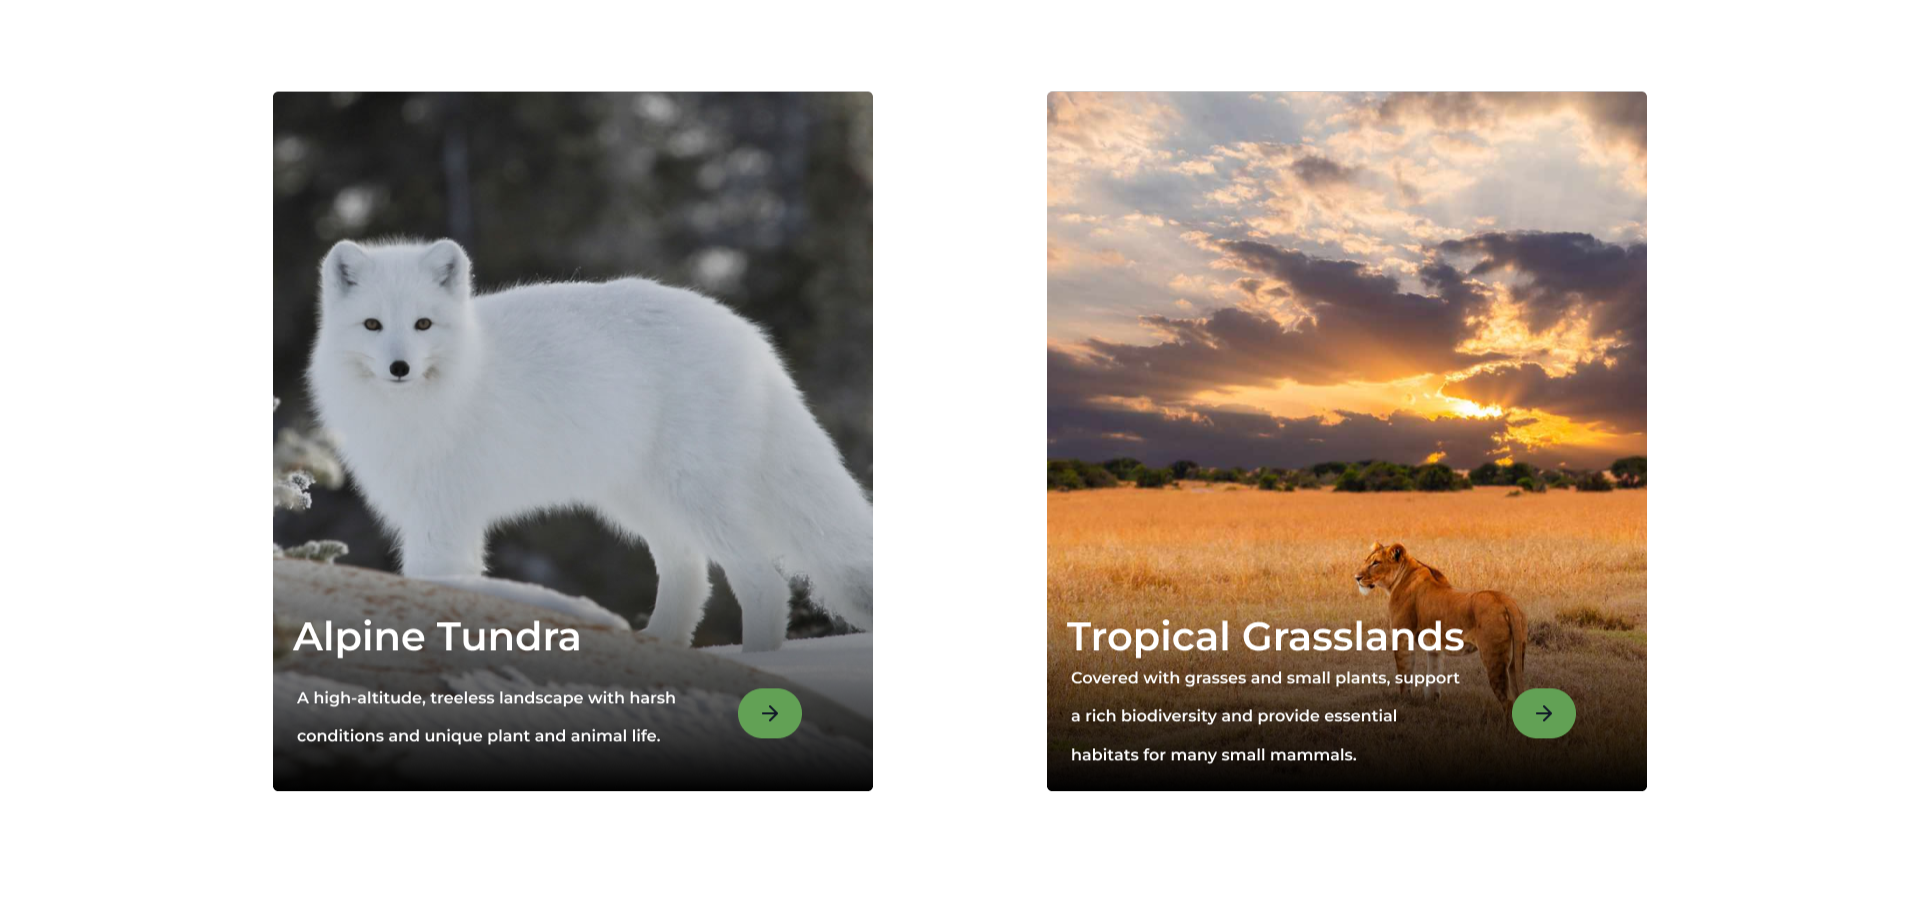 Alpine Tundra
A high-altitude, treeless landscape with harsh
conditions and unique plant and animal life.
Tropical Grasslands
Covered with grasses and small plants, support
a rich biodiversity and provide essential
habitats for many small mammals.